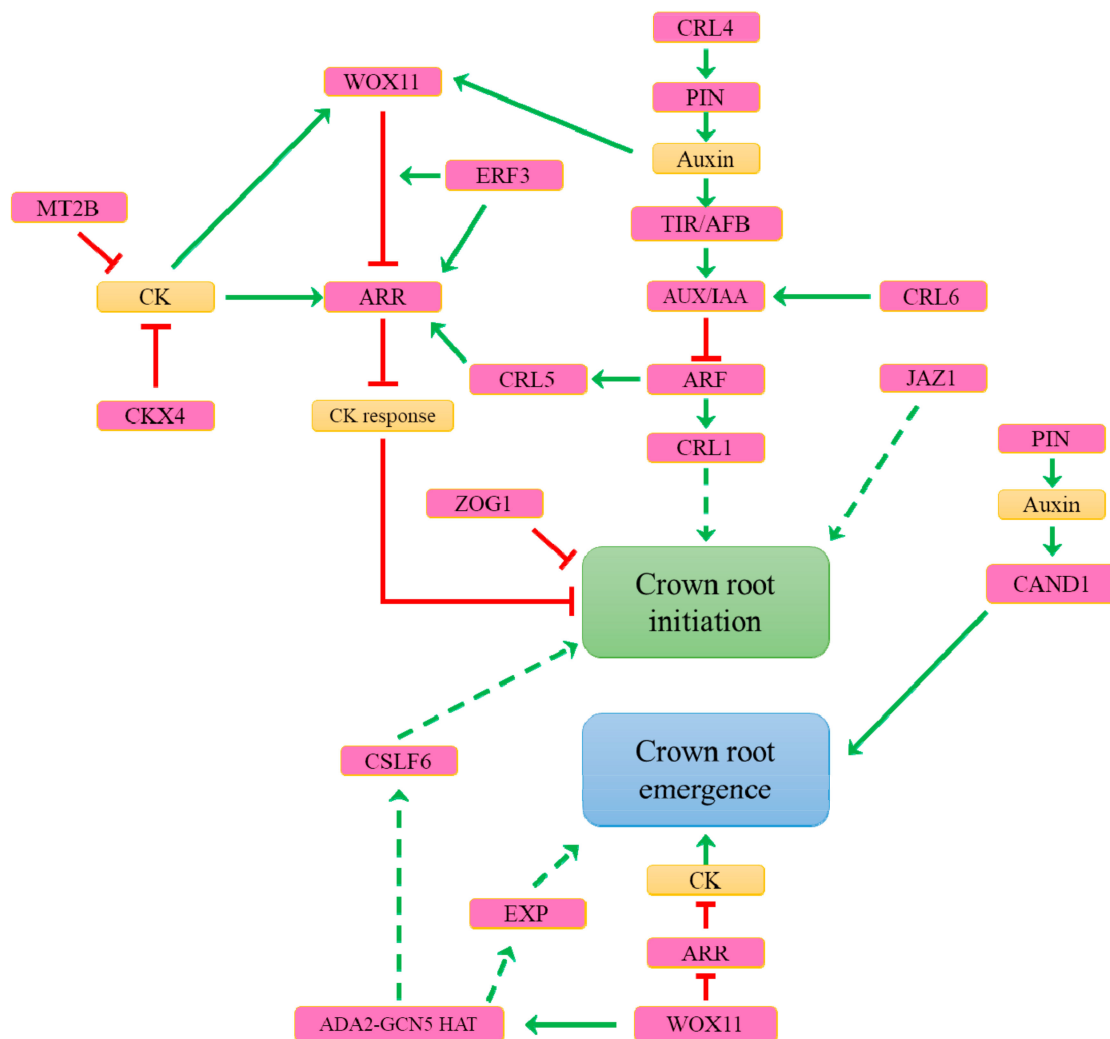 CRL4
WOX11
PIN
Auxin
ERF3
MT2B
TIR/AFB
CK
ARR
AUX/IAA
CRL6
CRL5
ARF
JAZ1
CKX4
CK response
CRL1
PIN
ZOG1
Auxin
Crown root
initiation
CAND1
CSLF6
Crown root
emergence
CK
EXP
ARR
ADA2-GCN5 HAT
WOX11